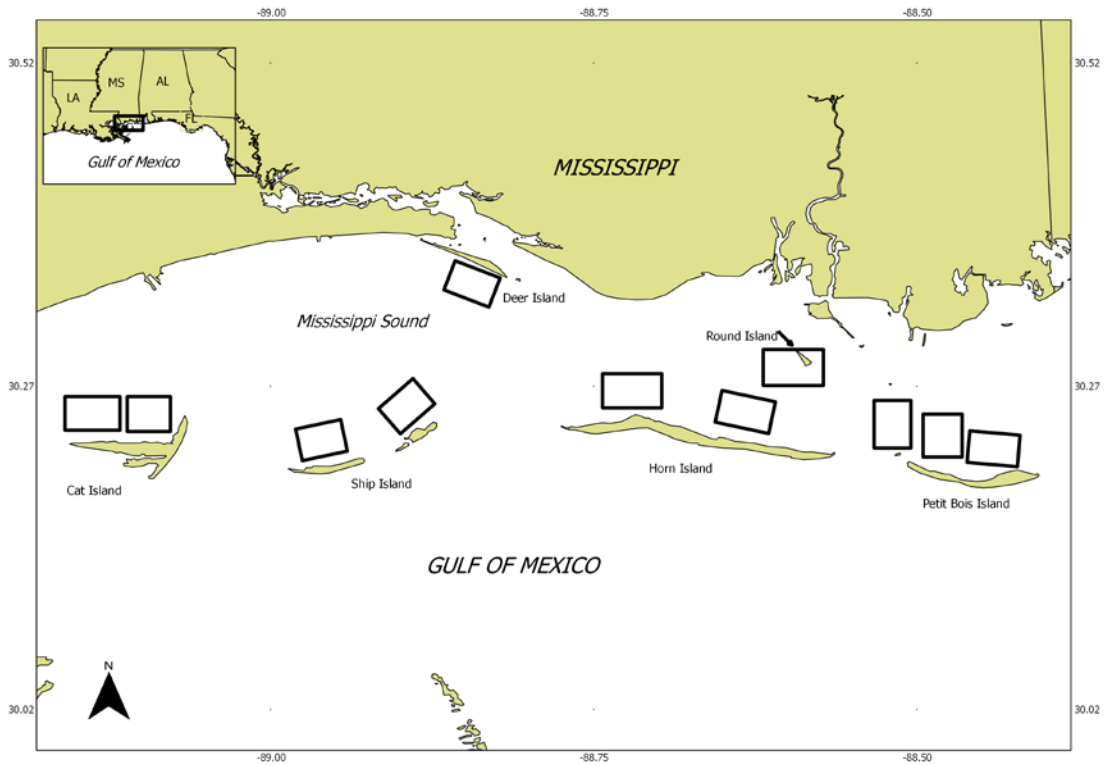 -89.00
-88.75
-88.50
30.52
30.52
MS
AL
LA
FL
Gulf of Mexico
MISSISSIPPI
Deer Island
Mississippi Sound
Round Island
30.27
30.27
Horn Island
Ship Island
Cat Island
Petit Bois Island
GULF OF MEXICO
N
30.02
30.02
-89.00
-88.75
-88.50